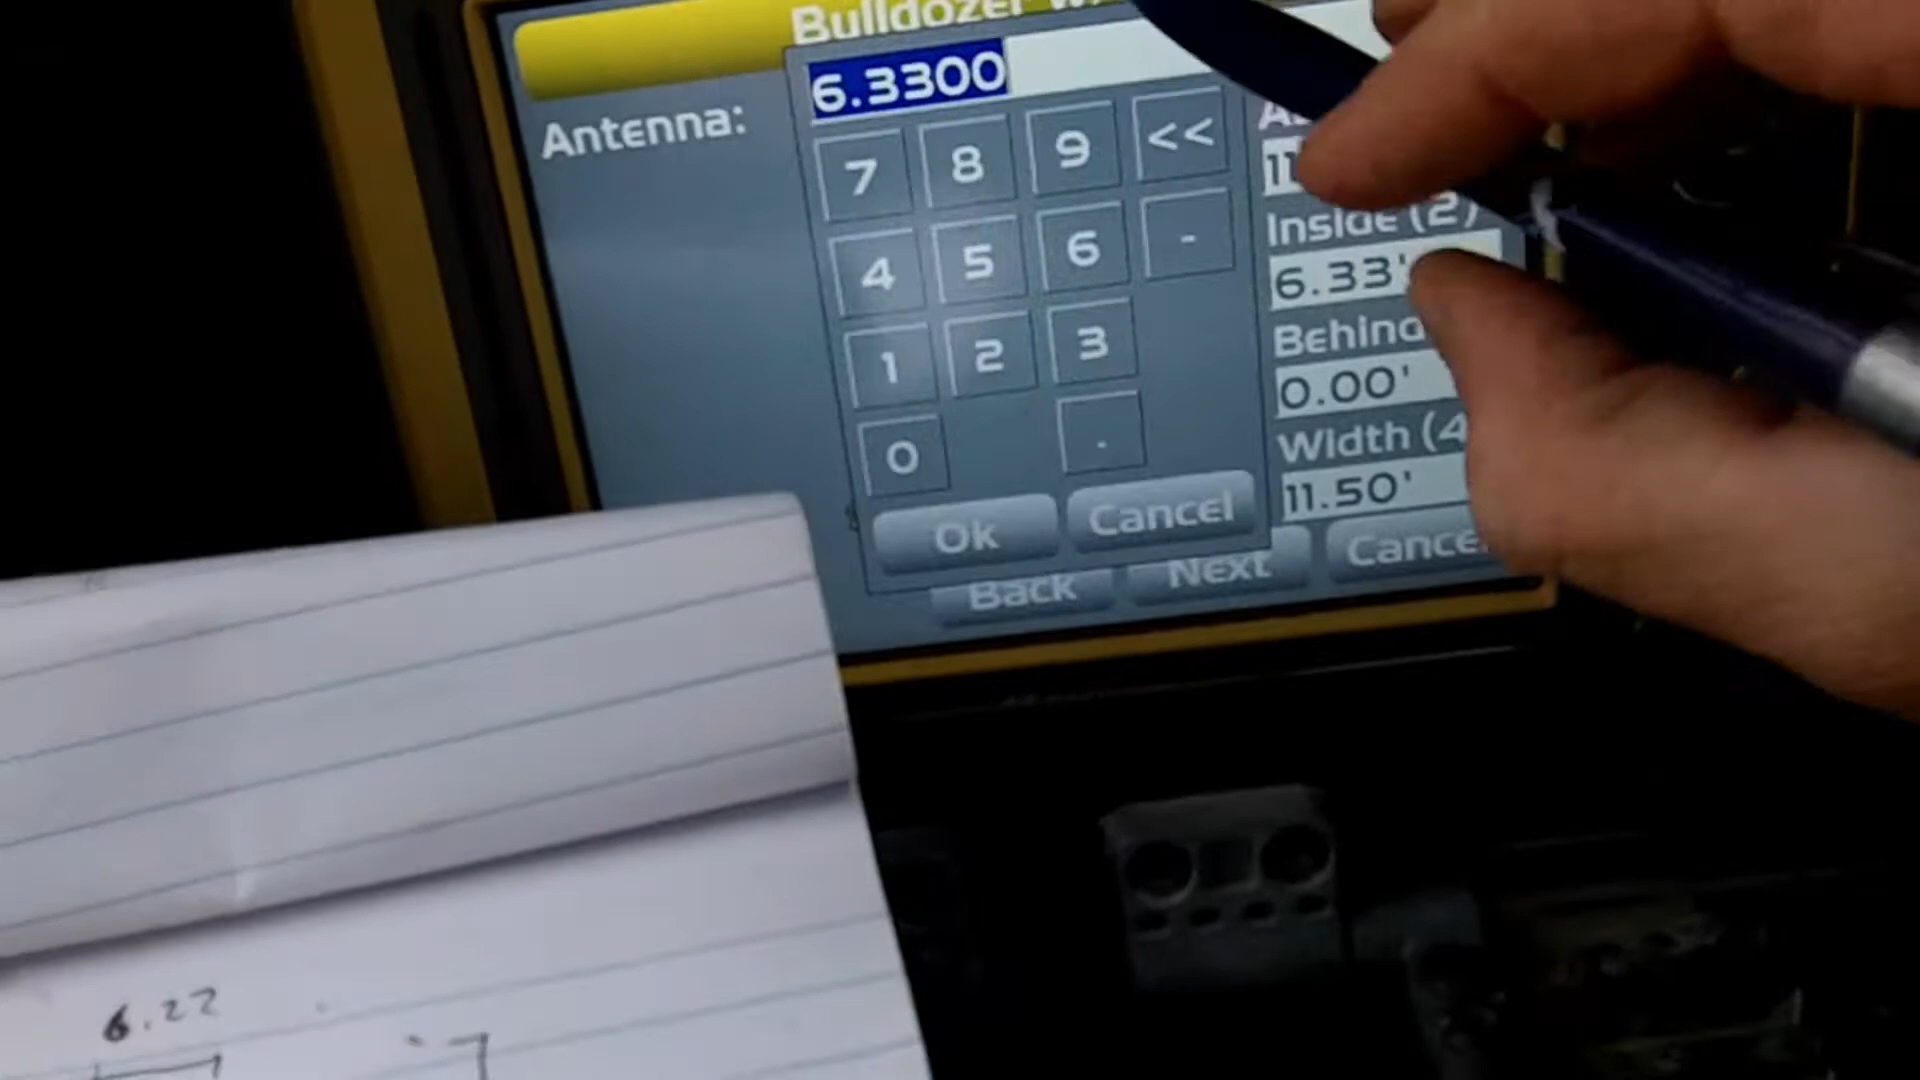 Bulldozer
Antenna:
6.3300
7 8 9 <<
4 5 6 -
1 2 3
0 .
Ok Cancel
Back Next
Inside (2)
6.33'
Behind
0.00'
Width (4
11.50'
Cancel
6.22